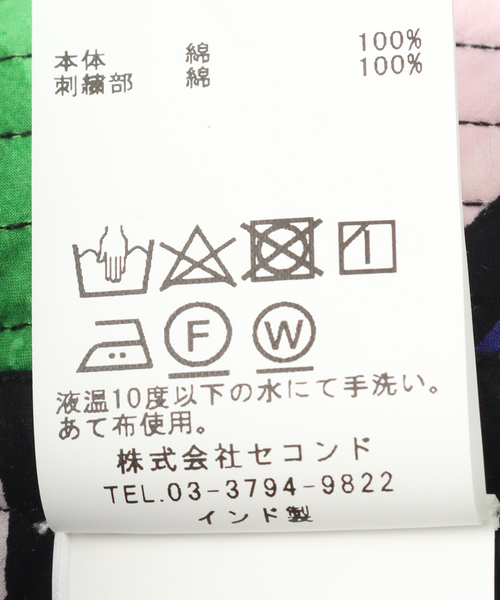 本体 綿 100%
刺繍部 綿 100%
F W
液温10度以下の水にて手洗い。
あて布使用。
株式会社セコンド
TEL.03-3794-9822
インド製